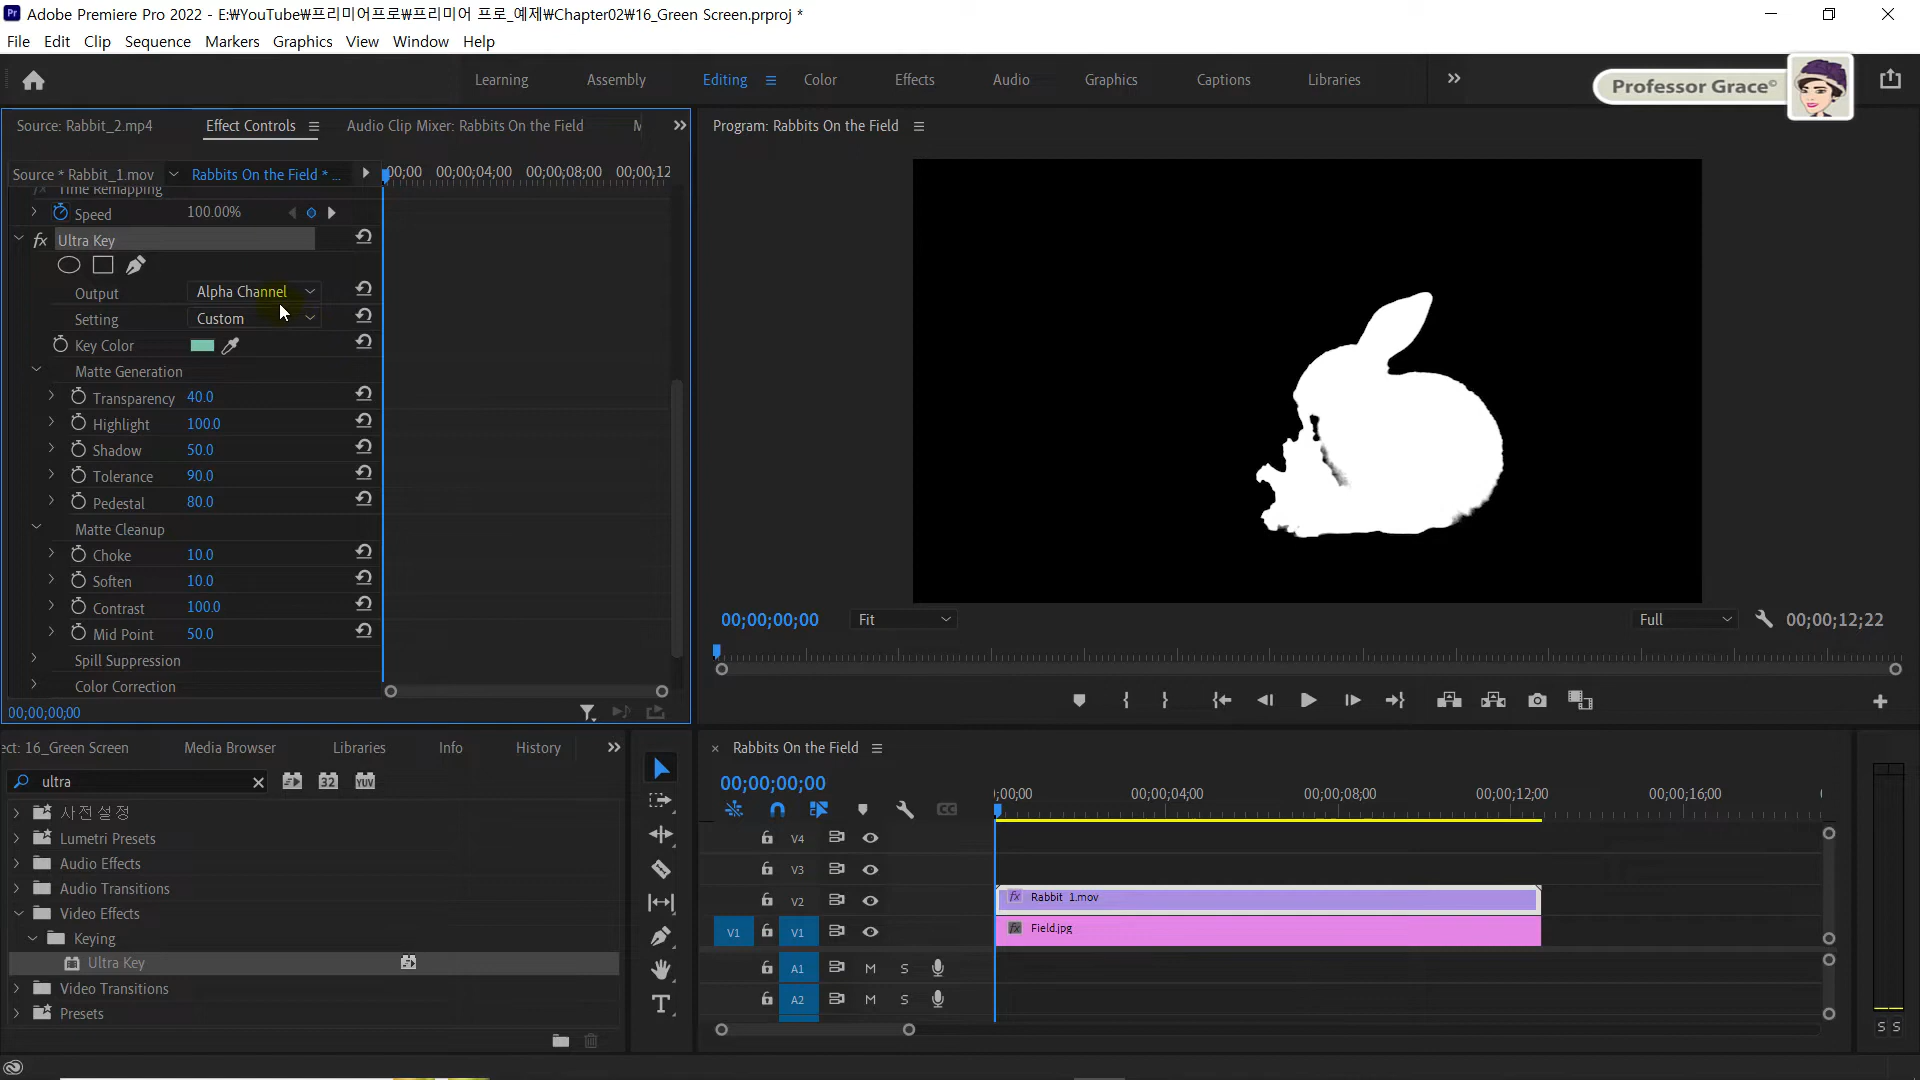 Adobe Premiere Pro 2022 - E:₩YouTube₩프리미어프로₩프리미어 프로_예제₩Chapter02₩16_Green Screen.prproj *
File Edit Clip Sequence Markers Graphics View Window Help
Learning Assembly Editing Color Effects Audio Graphics Captions Libraries
Professor Grace©
Source: Rabbit_2.mp4 Effect Controls Audio Clip Mixer: Rabbits On the Field
Program: Rabbits On the Field
Source * Rabbit_1.mov Rabbits On the Field * ...
:00;00 00;00;04;00 00;00;08;00 00;00;12
Time Remapping
Speed 100.00%
fx Ultra Key
Output Alpha Channel
Setting Custom
Key Color
Matte Generation
Transparency 40.0
Highlight 100.0
Shadow 50.0
Tolerance 90.0
Pedestal 80.0
Matte Cleanup
Choke 10.0
Soften 10.0
Contrast 100.0
Mid Point 50.0
Spill Suppression
Color Correction
00;00;00;00
00;00;00;00 Fit Full 00;00;12;22
ect: 16_Green Screen Media Browser Libraries Info History
ultra
32 YUV
사전 설정
Lumetri Presets
Audio Effects
Audio Transitions
Video Effects
Keying
Ultra Key
Video Transitions
Presets
Rabbits On the Field
00;00;00;00
CC
;00;00 00;00;04;00 00;00;08;00 00;00;12;00 00;00;16;00
V4
V3
V2 fx Rabbit_1.mov
V1 V1 fx Field.jpg
A1 M S
A2 M S
S S
T